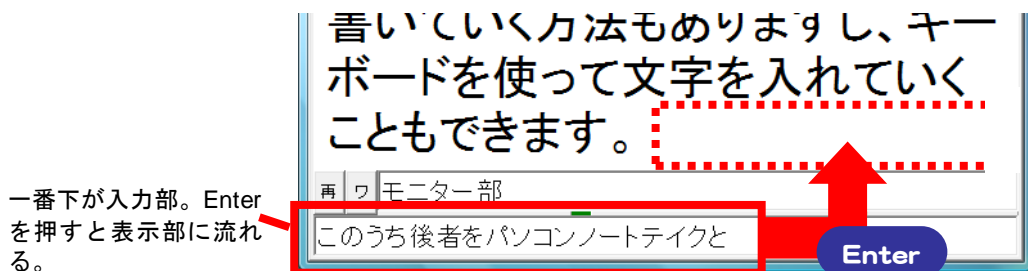 書いていく方法もありますし、キー
ボードを使って文字を入れていく
こともできます。
再 ワ モニター部
一番下が入力部。Enter
を押すと表示部に流れ
る。
このうち後者をパソコンノートテイクと
Enter